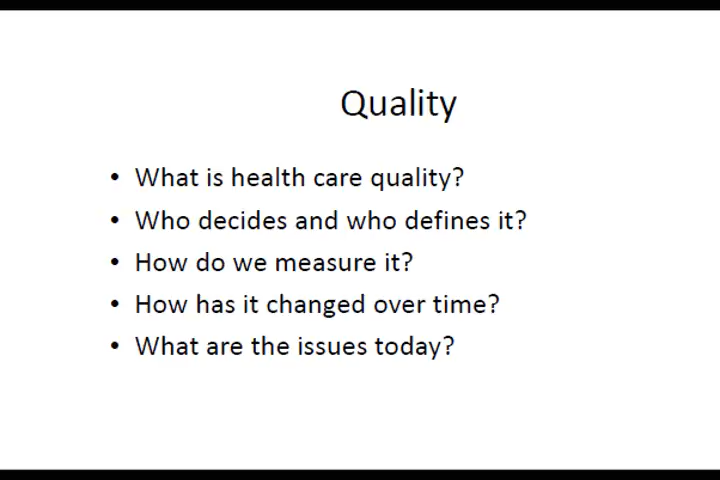 Quality
• What is health care quality?
• Who decides and who defines it?
• How do we measure it?
• How has it changed over time?
• What are the issues today?